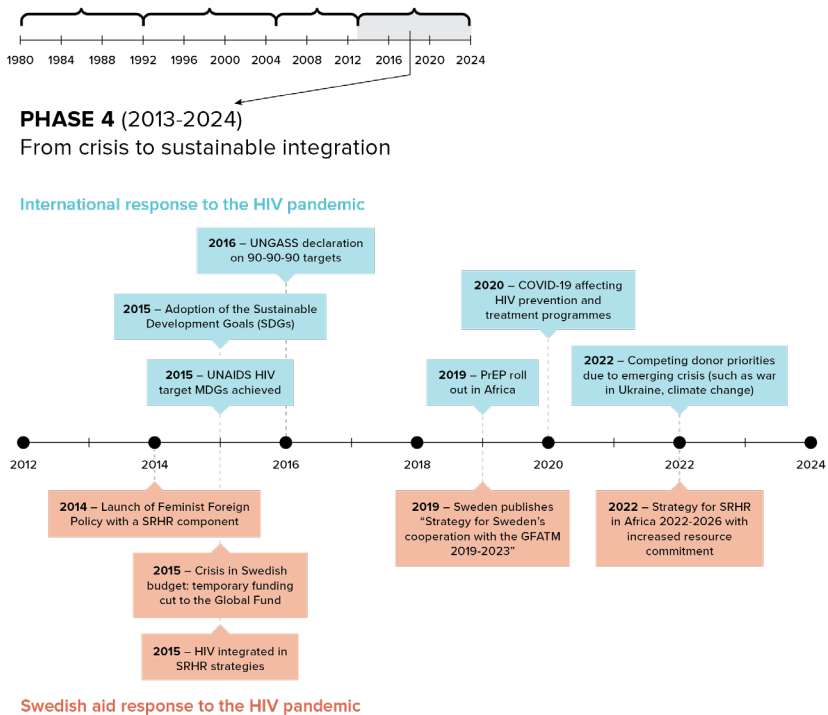 1980 1984 1988 1992 1996 2000 2004 2008 2012 2016 2020 2024
PHASE 4 (2013-2024)
From crisis to sustainable integration
International response to the HIV pandemic
2016 – UNGASS declaration
on 90-90-90 targets
2015 – Adoption of the Sustainable
Development Goals (SDGs)
2015 – UNAIDS HIV
target MDGs achieved
2020 – COVID-19 affecting
HIV prevention and
treatment programmes
2019 – PrEP roll
out in Africa
2022 – Competing donor priorities
due to emerging crisis (such as war
in Ukraine, climate change)
2012 2014 2016 2018 2020 2022 2024
2014 – Launch of Feminist Foreign
Policy with a SRHR component
2015 – Crisis in Swedish
budget: temporary funding
cut to the Global Fund
2015 – HIV integrated in
SRHR strategies
2019 – Sweden publishes
“Strategy for Sweden’s
cooperation with the GFATM
2019-2023”
2022 – Strategy for SRHR
in Africa 2022-2026 with
increased resource
commitment
Swedish aid response to the HIV pandemic